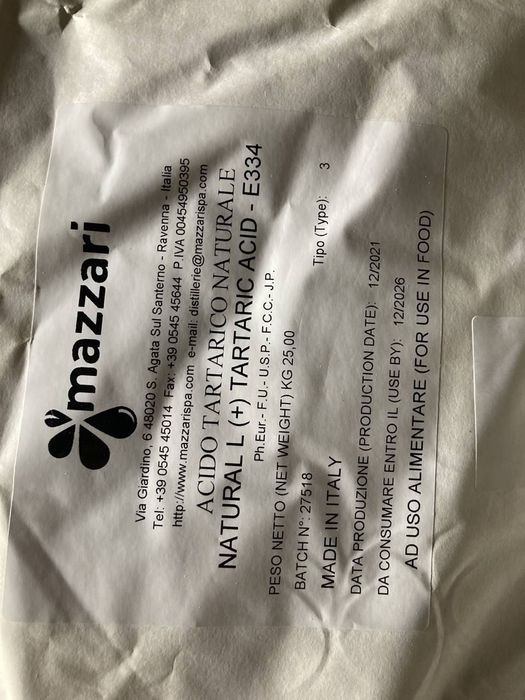 mazzari
Via Giardino, 6 48020 S. Agata Sul Santerno - Ravenna - Italia
Tel: +39 0545 45014 Fax: +39 0545 45644 P.IVA 00454950395
http://www.mazzarispa.com e-mail: distillerie@mazzarispa.com
ACIDO TARTARICO NATURALE
NATURAL L (+) TARTARIC ACID - E334
Ph.Eur.- F.U.- U.S.P.- F.C.C.- J.P.
PESO NETTO (NET WEIGHT) KG 25,00
BATCH N°: 27518 Tipo (Type): 3
MADE IN ITALY
DATA PRODUZIONE (PRODUCTION DATE): 12/2021
DA CONSUMARE ENTRO IL (USE BY): 12/2026
AD USO ALIMENTARE (FOR USE IN FOOD)